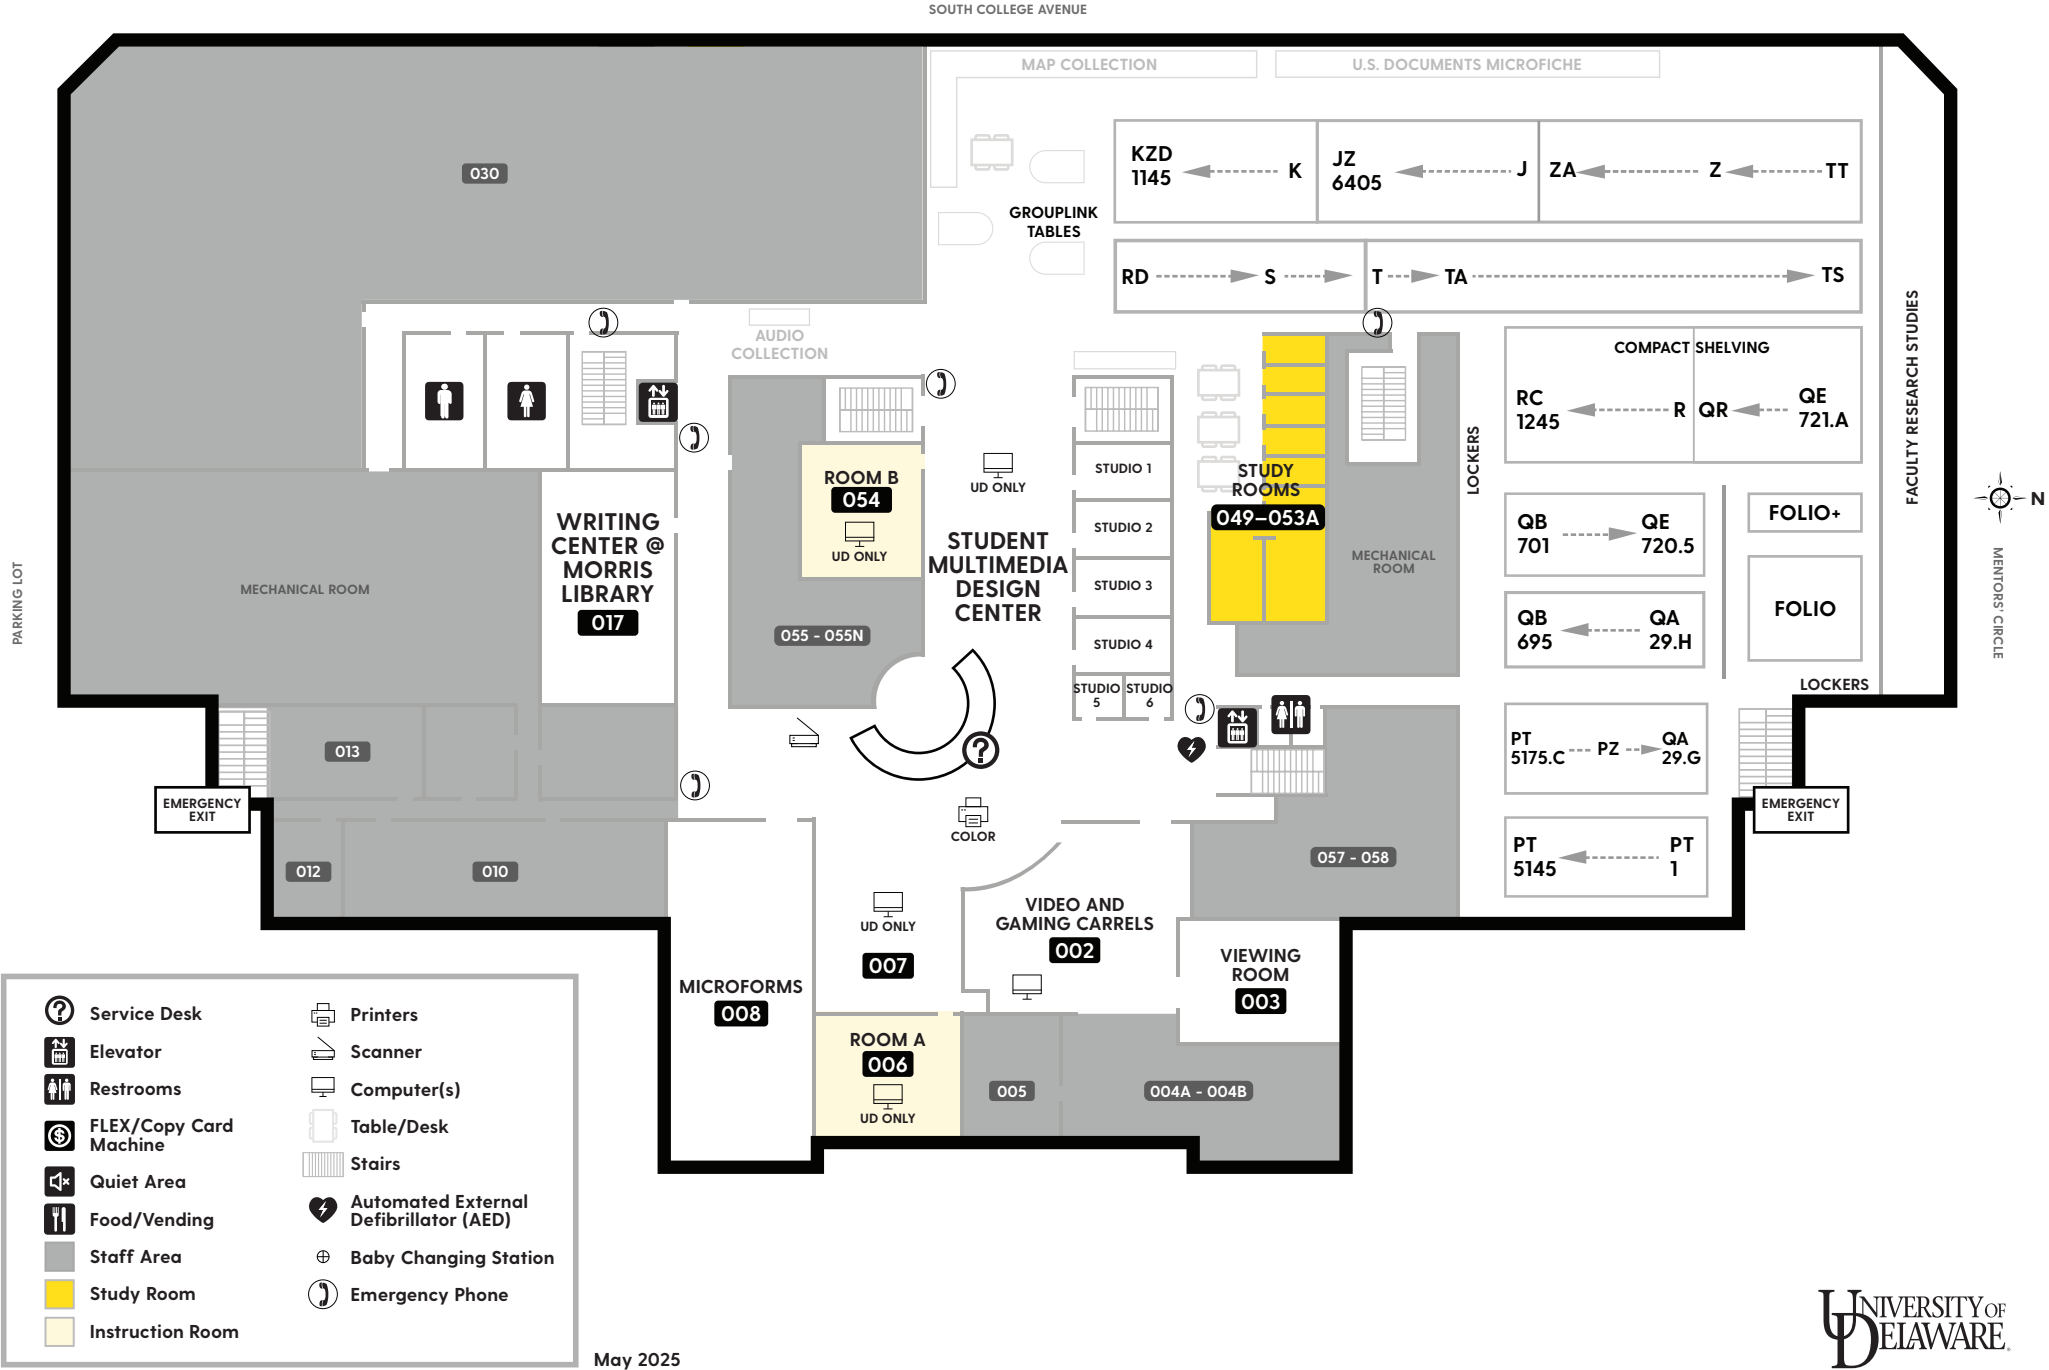 SOUTH COLLEGE AVENUE
MAP COLLECTION
U.S. DOCUMENTS MICROFICHE
030
KZD
1145
K
JZ
6405
J
ZA
Z
TT
GROUPLINK
TABLES
RD
S
T
TA
TS
AUDIO
COLLECTION
COMPACT SHELVING
RC
1245
R
QR
QE
721.A
FACULTY RESEARCH STUDIES
LOCKERS
STUDIO 1
STUDIO 2
STUDIO 3
STUDIO 4
STUDIO
5
STUDIO
6
STUDY
ROOMS
049–053A
MECHANICAL
ROOM
ROOM B
054
UD ONLY
UD ONLY
STUDENT
MULTIMEDIA
DESIGN
CENTER
WRITING
CENTER @
MORRIS
LIBRARY
017
MECHANICAL ROOM
PARKING LOT
055 - 055N
QB
701
QE
720.5
FOLIO+
QB
695
QA
29.H
FOLIO
N
MENTORS' CIRCLE
LOCKERS
PT
5175.C
PZ
QA
29.G
013
EMERGENCY
EXIT
EMERGENCY
EXIT
COLOR
012
010
057 - 058
PT
5145
PT
1
UD ONLY
007
VIDEO AND
GAMING CARRELS
002
VIEWING
ROOM
003
MICROFORMS
008
ROOM A
006
UD ONLY
005
004A - 004B
Service Desk
Elevator
Restrooms
FLEX/Copy Card
Machine
Quiet Area
Food/Vending
Staff Area
Study Room
Instruction Room
Printers
Scanner
Computer(s)
Table/Desk
Stairs
Automated External
Defibrillator (AED)
Baby Changing Station
Emergency Phone
May 2025
UNIVERSITY OF
DELAWARE.